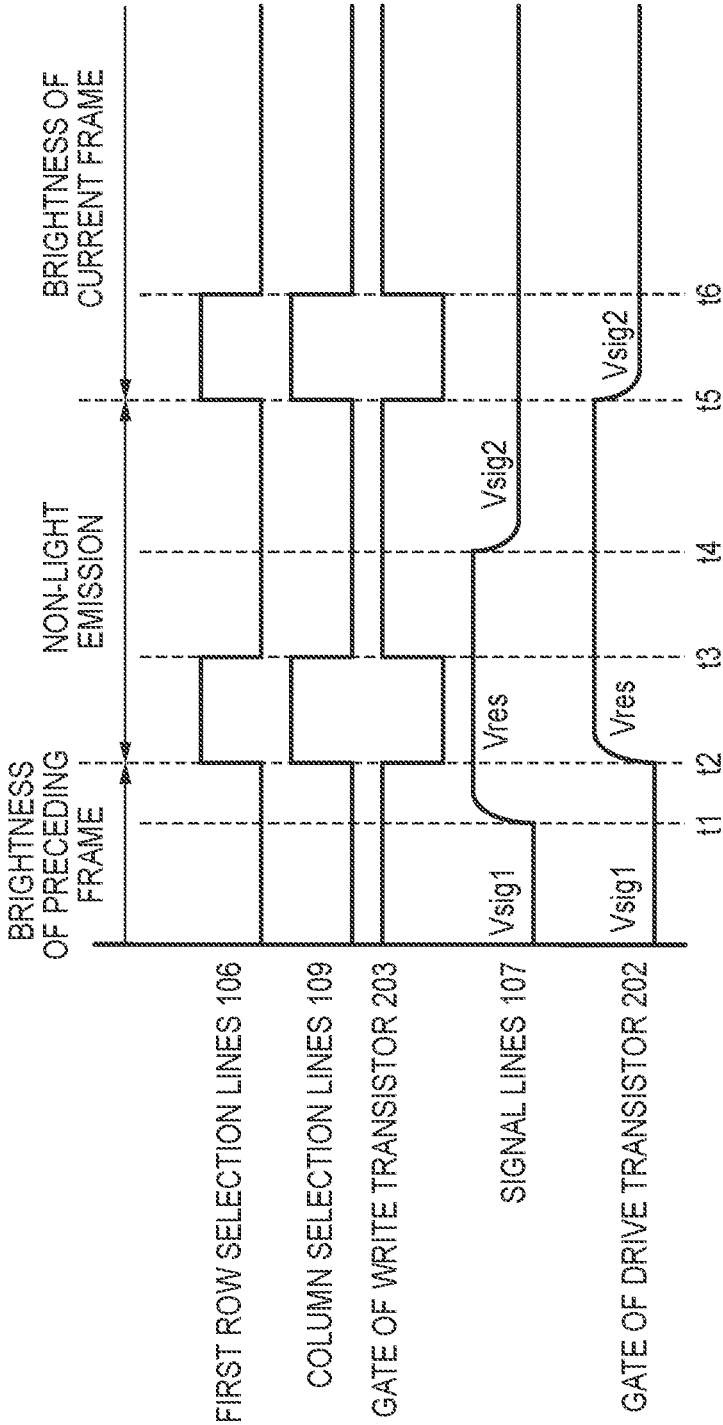 BRIGHTNESS
OF PRECEDING
FRAME
NON-LIGHT
EMISSION
BRIGHTNESS OF
CURRENT FRAME
FIRST ROW SELECTION LINES 106
COLUMN SELECTION LINES 109
GATE OF WRITE TRANSISTOR 203
SIGNAL LINES 107
Vsig1
Vres
Vsig2
GATE OF DRIVE TRANSISTOR 202
Vsig1
Vres
Vsig2
t1
t2
t3
t4
t5
t6